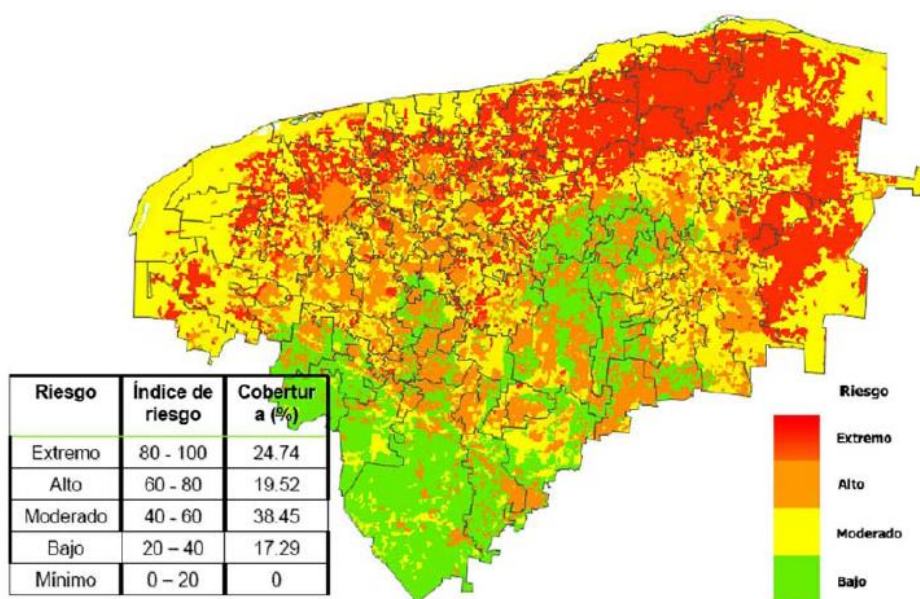 Riesgo Índice de riesgo Cobertur a (%)
Extremo 80 - 100 24.74
Alto 60 - 80 19.52
Moderado 40 - 60 38.45
Bajo 20 – 40 17.29
Mínimo 0 – 20 0
Riesgo
Extremo
Alto
Moderado
Bajo